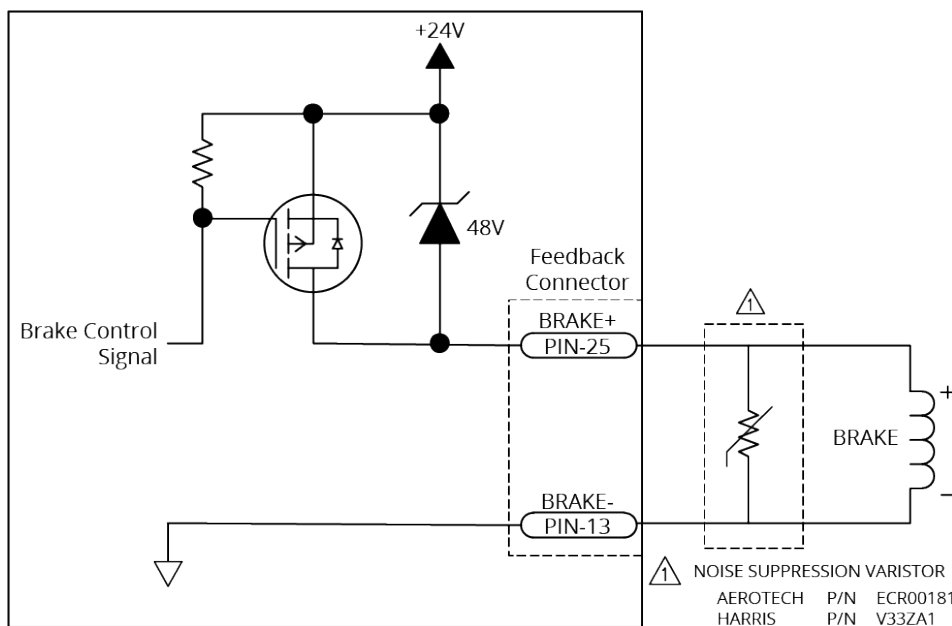 +24V
48V
Feedback
Connector
Brake Control
Signal
BRAKE+
PIN-25
1
BRAKE
+
−
BRAKE-
PIN-13
1 NOISE SUPPRESSION VARISTOR
AEROTECH P/N ECR00181
HARRIS P/N V33ZA1